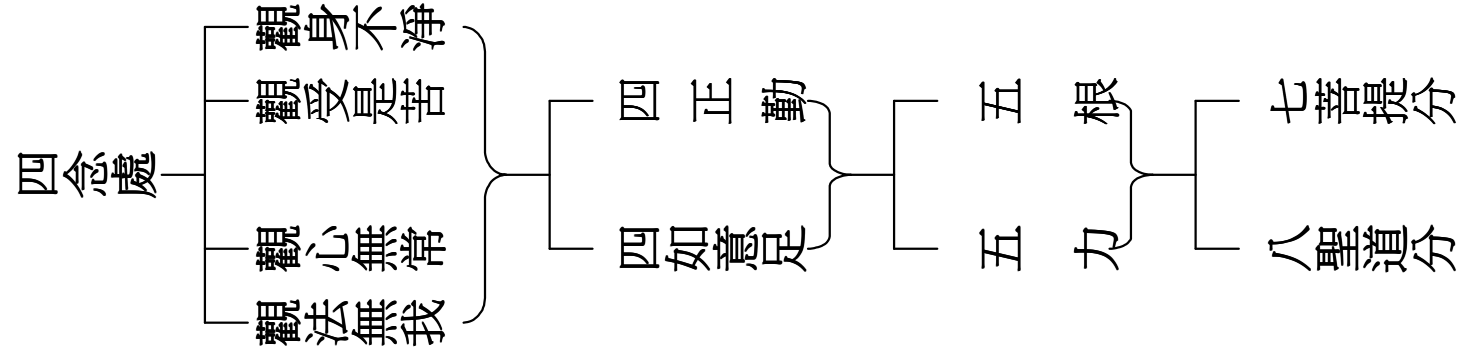 四念處
觀身不淨
觀受是苦
觀心無常
觀法無我
四正勤
四如意足
五根
五力
七菩提分
八聖道分